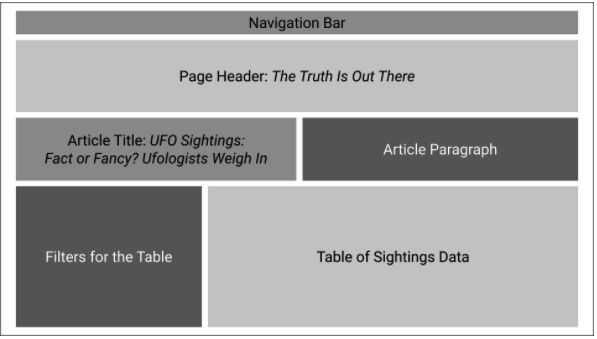 Navigation Bar
Page Header: The Truth Is Out There
Article Title: UFO Sightings:
Fact or Fancy? Ufologists Weigh In
Article Paragraph
Filters for the Table
Table of Sightings Data